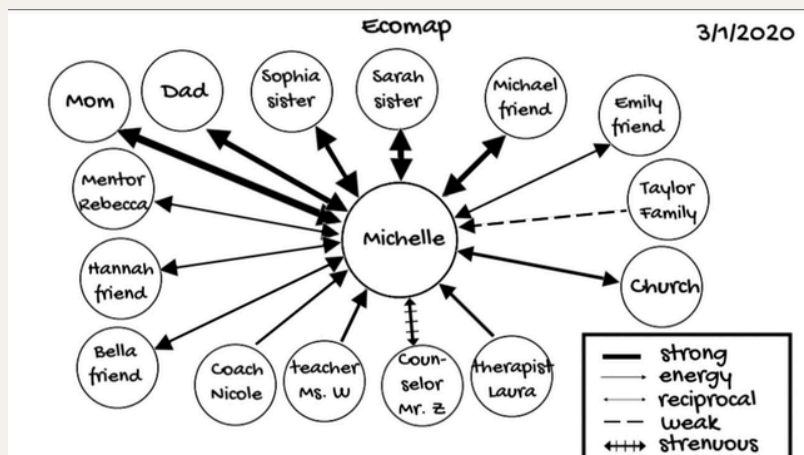 Ecomap
3/1/2020
Mom
Dad
Sophia
sister
Sarah
sister
Michael
friend
Emily
friend
Mentor
Rebecca
Taylor
Family
Michelle
Hannah
friend
Church
Bella
friend
Coach
Nicole
teacher
Ms. W
Coun-
selor
Mr. Z
therapist
Laura
strong
energy
reciprocal
weak
strenuous